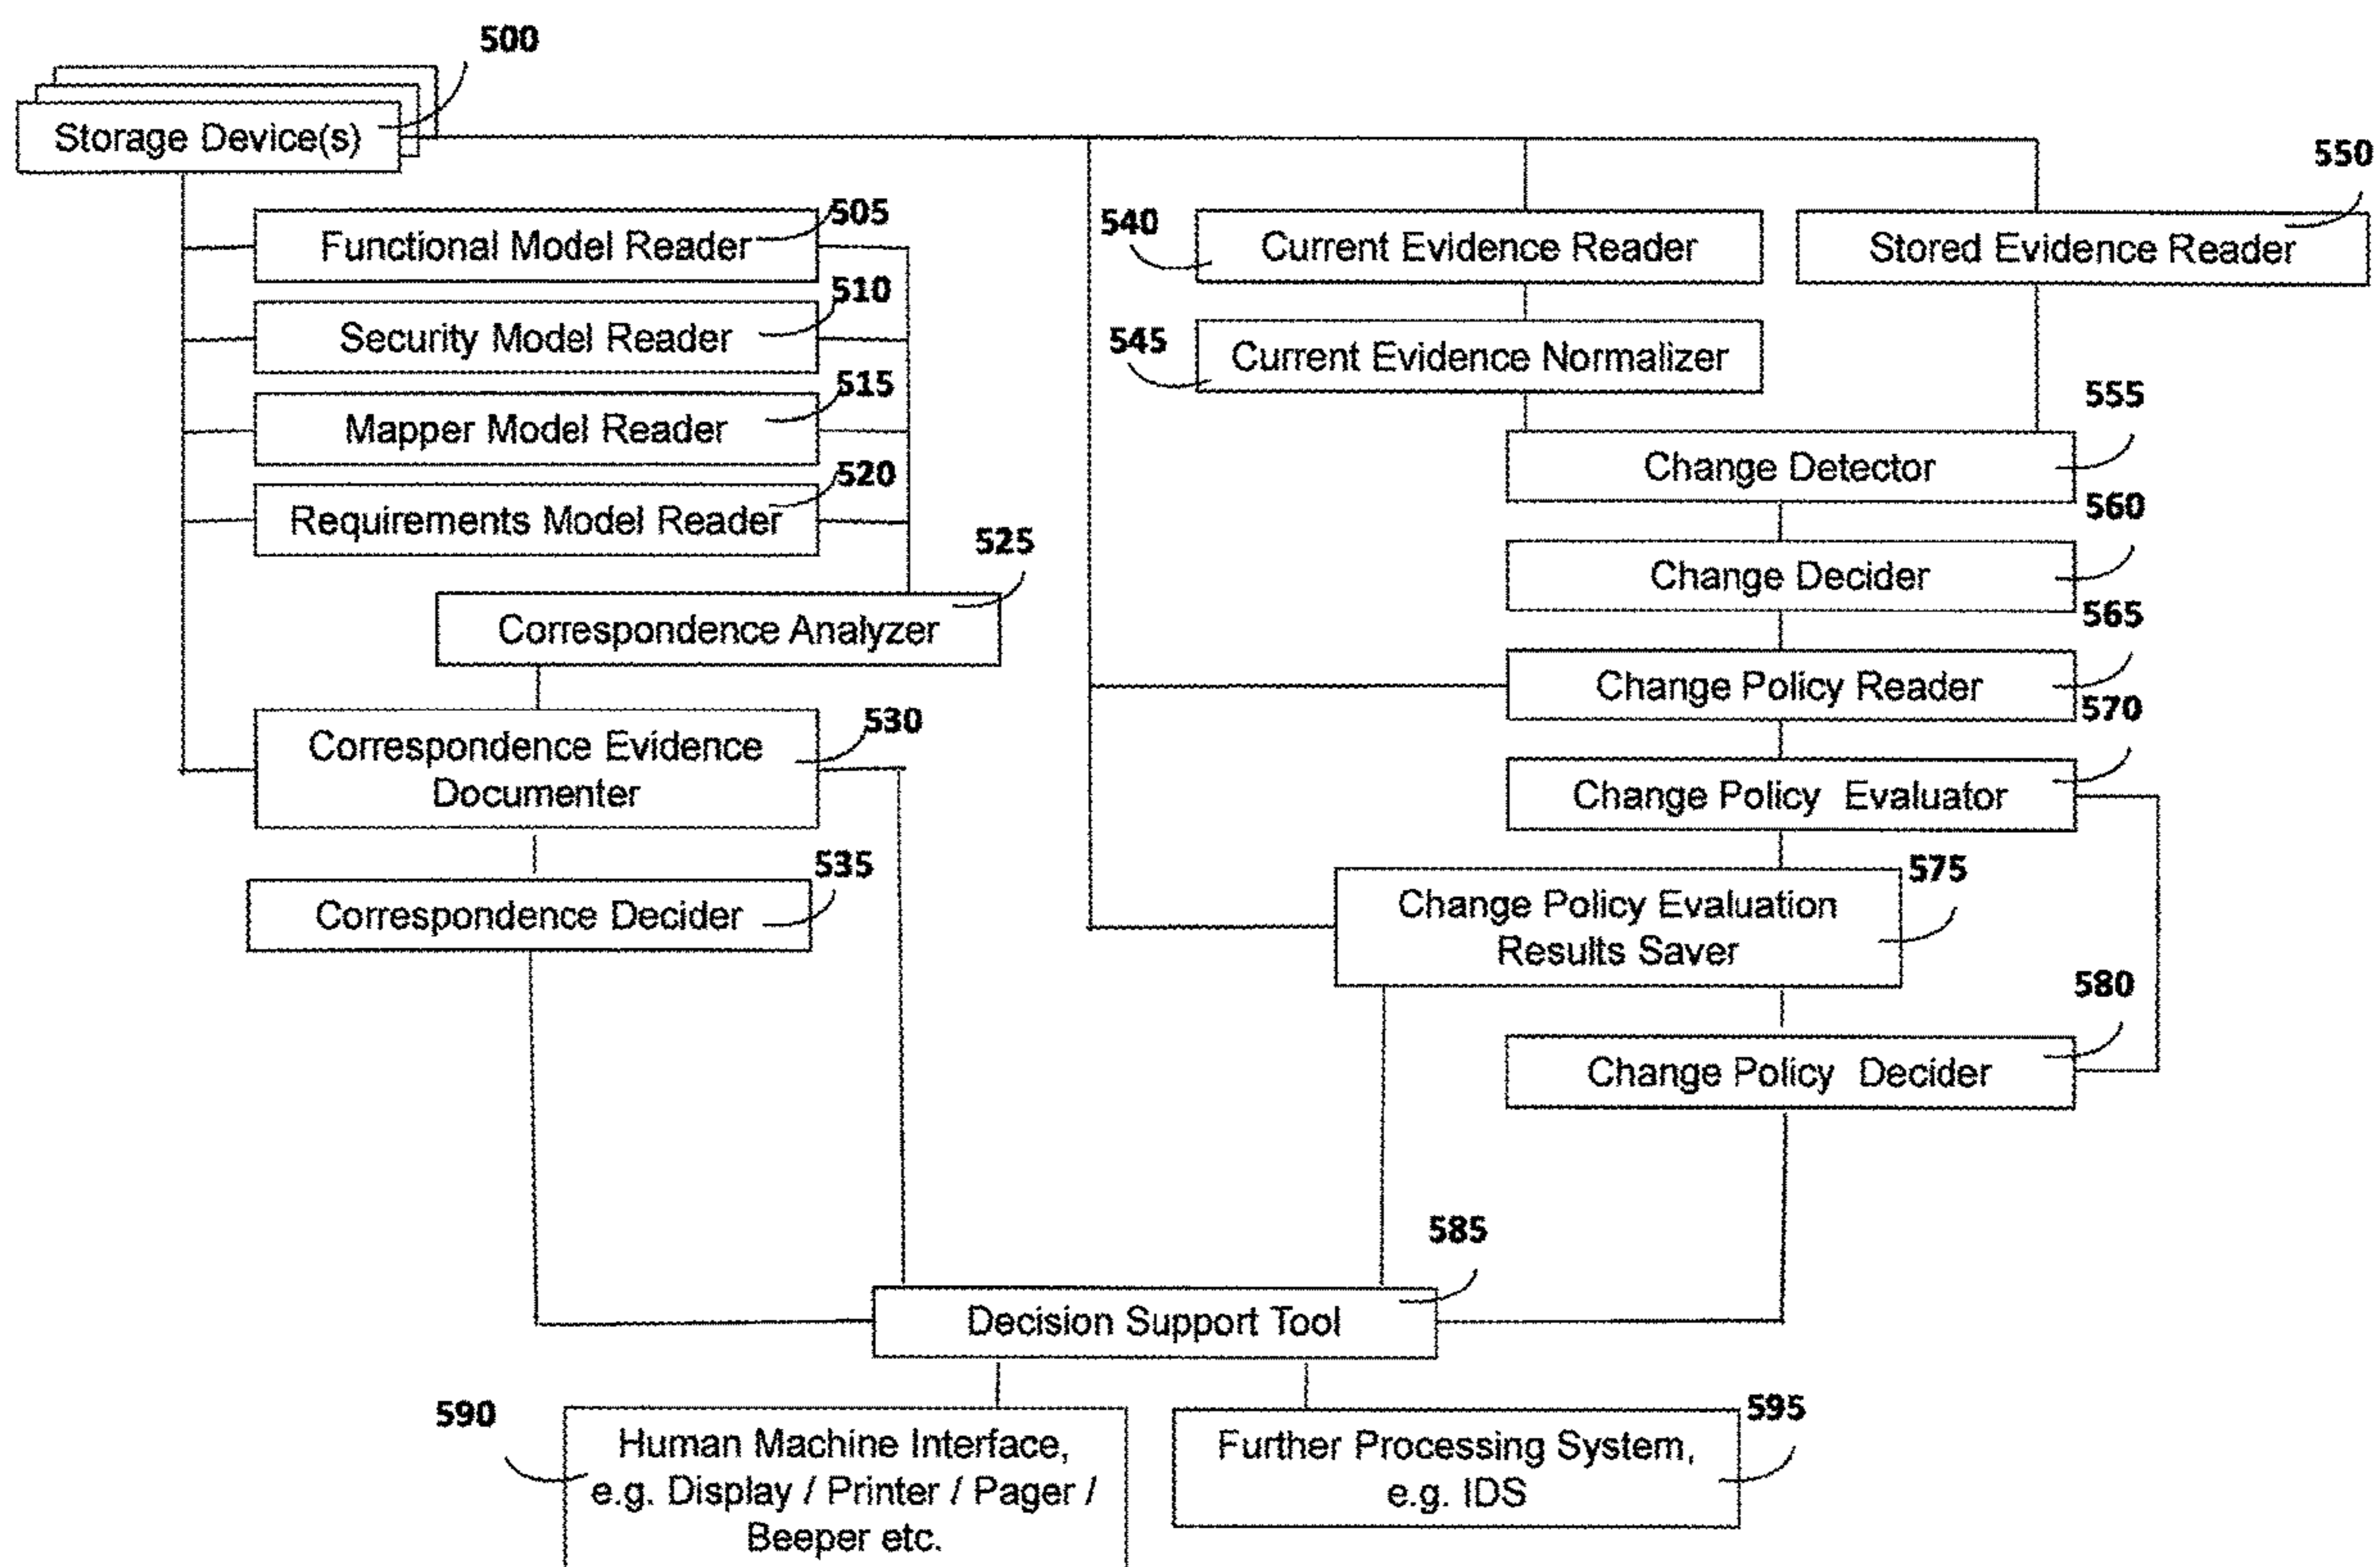 500
Storage Device(s)
505
Functional Model Reader
510
Security Model Reader
515
Mapper Model Reader
520
Requirements Model Reader
525
Correspondence Analyzer
530
Correspondence Evidence
Documenter
535
Correspondence Decider
540
Current Evidence Reader
550
Stored Evidence Reader
545
Current Evidence Normalizer
555
Change Detector
560
Change Decider
565
Change Policy Reader
570
Change Policy Evaluator
575
Change Policy Evaluation
Results Saver
580
Change Policy Decider
585
Decision Support Tool
590
Human Machine Interface,
e.g. Display / Printer / Pager /
Beeper etc.
595
Further Processing System,
e.g. IDS